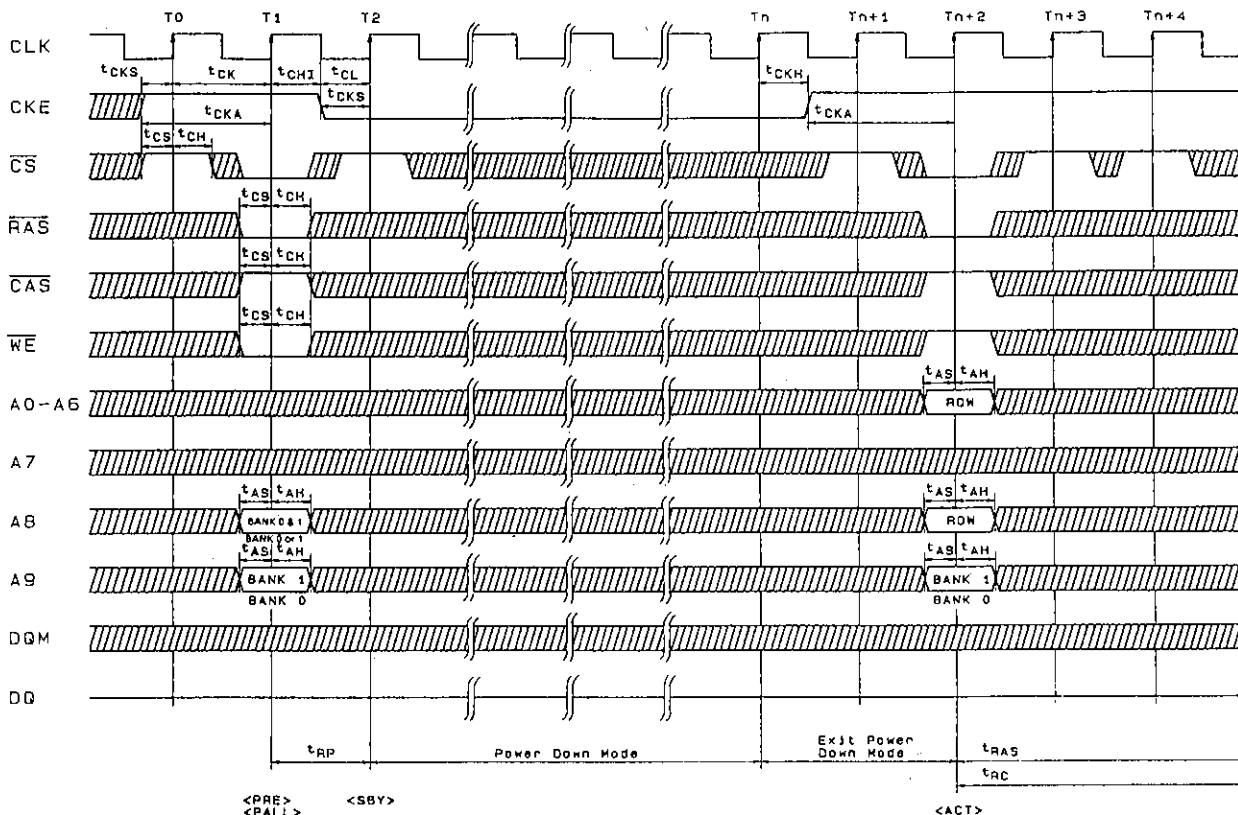 T0 T1 T2 Tn Tn+1 Tn+2 Tn+3 Tn+4
CLK
tCKS tCK tCHI tCL tCKH
CKE
tCKS
tCKA tCKA
tCS tCH
CS
tCS tCH
RAS
tCS tCH
CAS
tCS tCH
WE
tAS tAH
A0-A6 ROW
A7
tAS tAH tAS tAH
A8 BANK 0 & 1 ROW
BANK 0 or 1
tAS tAH tAS tAH
A9 BANK 1 BANK 1
BANK 0 BANK 0
DQM
DQ
tRP Power Down Mode Exit Power
Down Mode tRAS
tRC
<PRE> <SBY>
<PALL> <ACT>